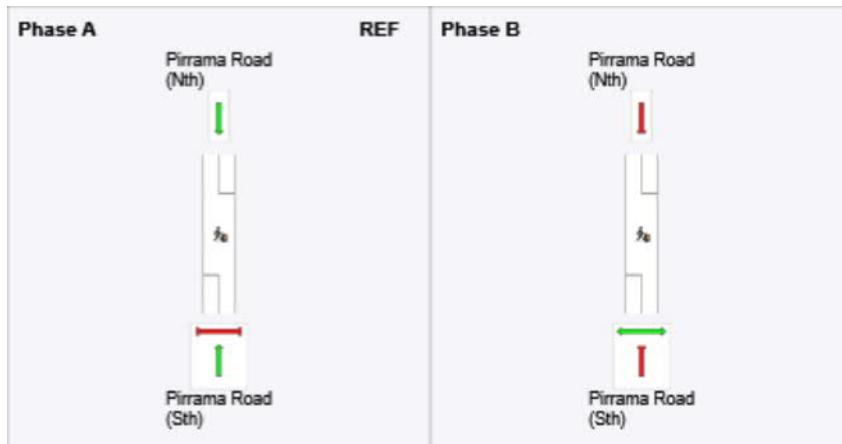 Phase A
REF
Pirrama Road
(Nth)
Pirrama Road
(Sth)
Phase B
Pirrama Road
(Nth)
Pirrama Road
(Sth)